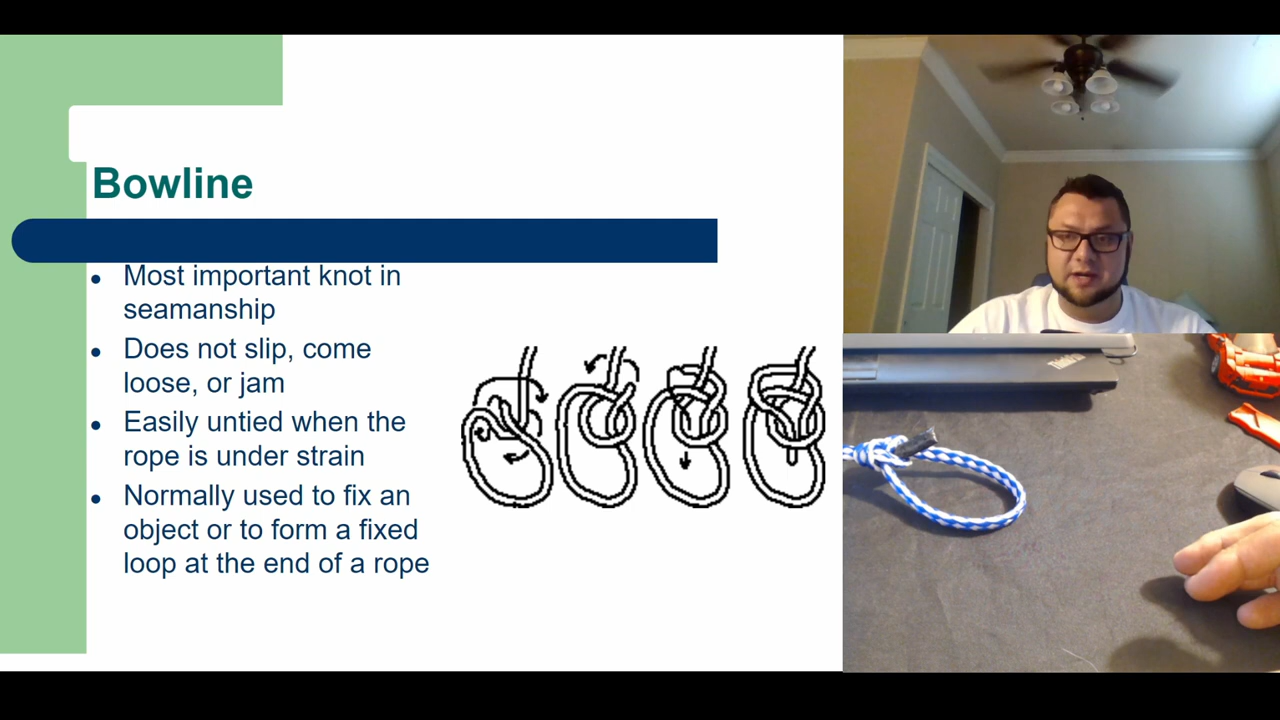 Bowline
Most important knot in
seamanship
Does not slip, come
loose, or jam
Easily untied when the
rope is under strain
Normally used to fix an
object or to form a fixed
loop at the end of a rope